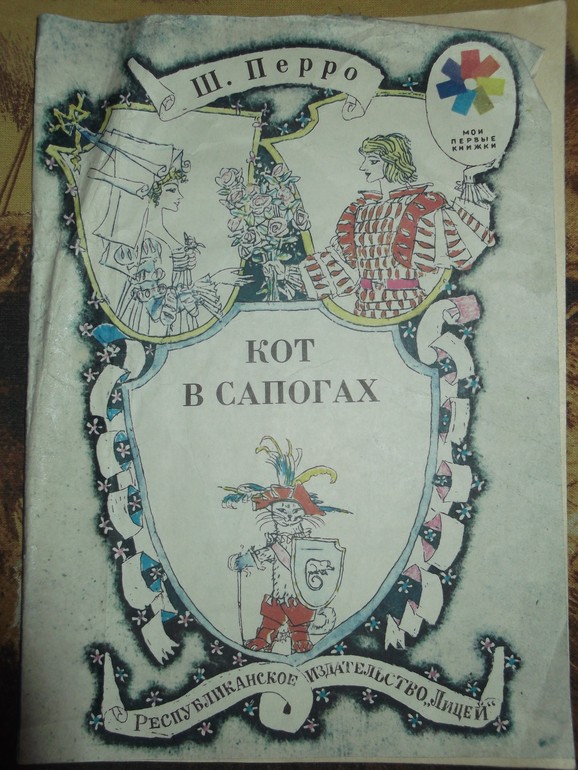 Ш. Перро
МОИ
ПЕРВЫЕ
КНИЖКИ
КОТ
В САПОГАХ
РЕСПУБЛИКАНСКОЕ ИЗДАТЕЛЬСТВО „ЛИЦЕЙ"